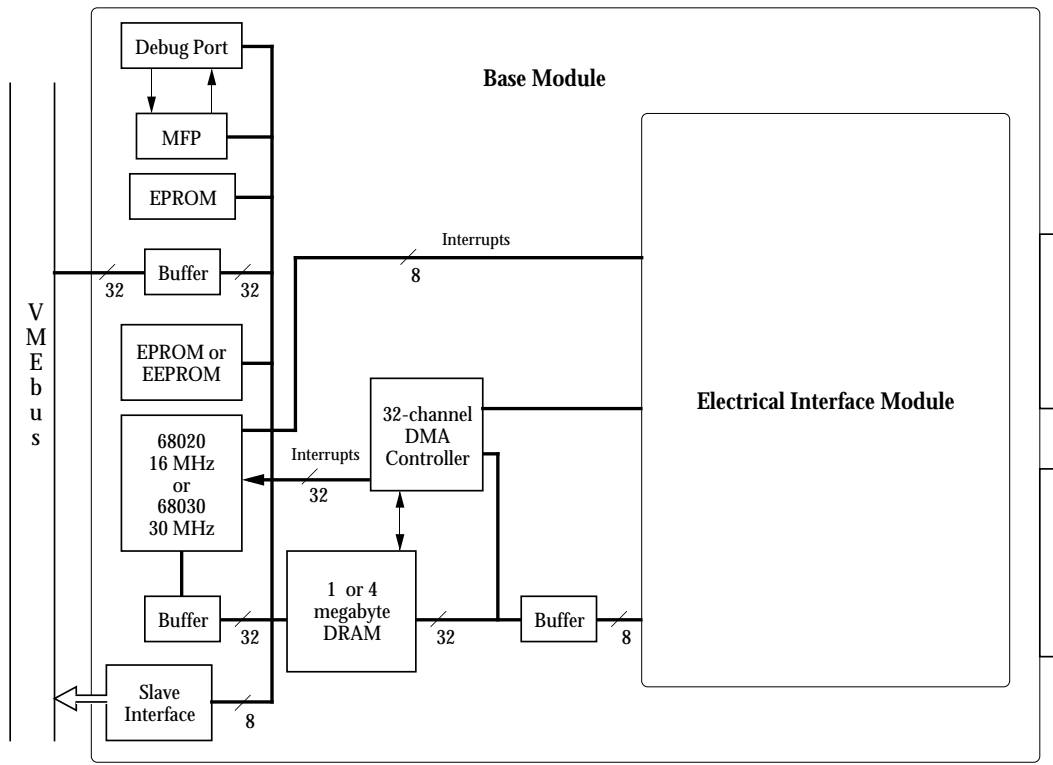 Debug Port
Base Module
MFP
EPROM
Interrupts
8
Buffer
32
32
V
M
E
b
u
s
EPROM or
EEPROM
32-channel
DMA
Controller
Electrical Interface Module
68020
16 MHz
or
68030
30 MHz
Interrupts
32
1 or 4
megabyte
DRAM
Buffer
32
32
Buffer
8
Slave
Interface
8